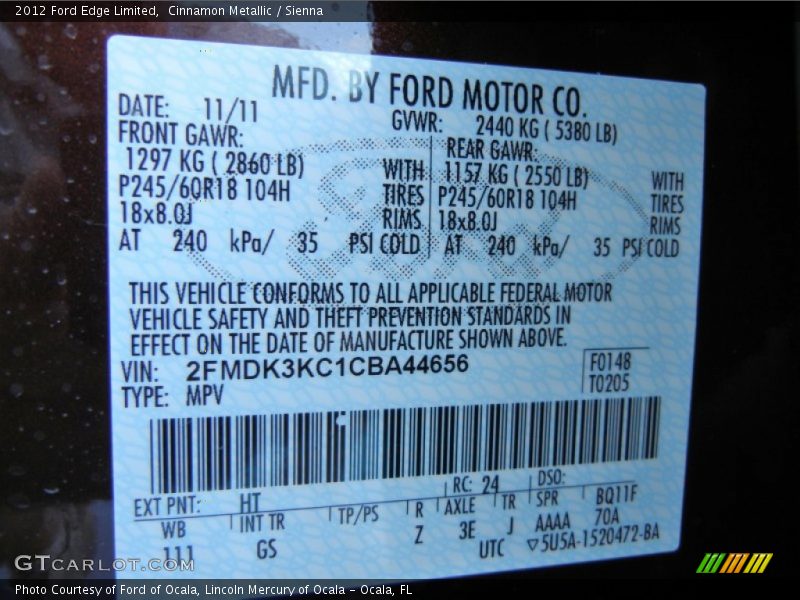 2012 Ford Edge Limited, Cinnamon Metallic / Sienna
MFD. BY FORD MOTOR CO.
DATE: 11/11 GVWR: 2440 KG ( 5380 LB)
FRONT GAWR: REAR GAWR:
1297 KG ( 2860 LB) WITH 1157 KG ( 2550 LB) WITH
P245/60R18 104H TIRES P245/60R18 104H TIRES
18x8.0J RIMS 18x8.0J RIMS
AT 240 kPa/ 35 PSI COLD AT 240 kPa/ 35 PSI COLD
THIS VEHICLE CONFORMS TO ALL APPLICABLE FEDERAL MOTOR
VEHICLE SAFETY AND THEFT PREVENTION STANDARDS IN
EFFECT ON THE DATE OF MANUFACTURE SHOWN ABOVE.
VIN: 2FMDK3KC1CBA44656 F0148
TYPE: MPV T0205
EXT PNT: HT RC: 24 DSO:
WB INT TR TP/PS R AXLE TR SPR BQ11F
111 GS Z 3E J AAAA 70A
UTC ▽5U5A-1520472-BA
Ford
GTCARLOT.COM
Photo Courtesy of Ford of Ocala, Lincoln Mercury of Ocala - Ocala, FL